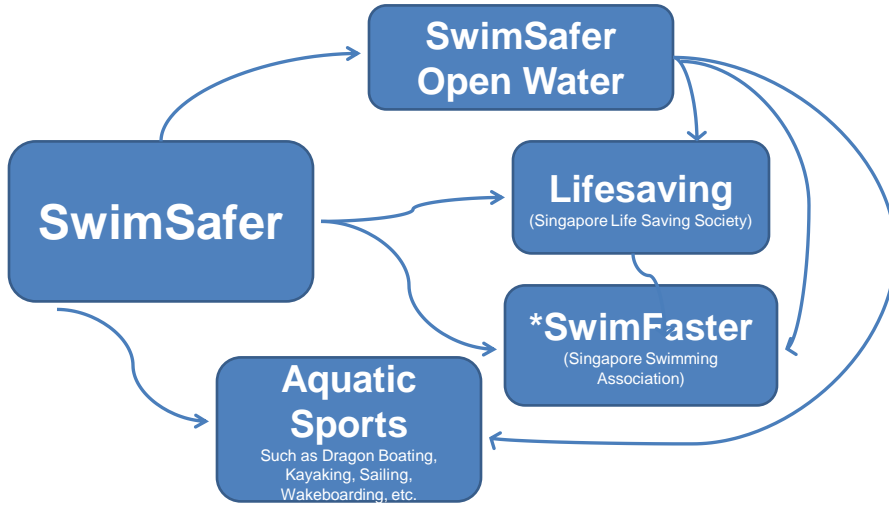 SwimSafer
Open Water
SwimSafer
Lifesaving
(Singapore Life Saving Society)
*SwimFaster
(Singapore Swimming
Association)
Aquatic
Sports
Such as Dragon Boating,
Kayaking, Sailing,
Wakeboarding, etc.